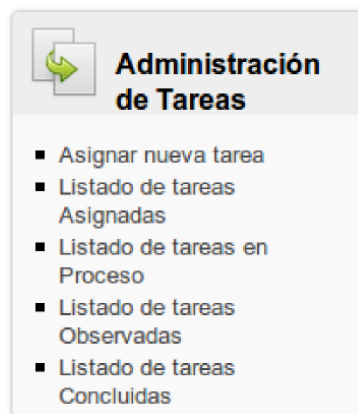 Administración
de Tareas
Asignar nueva tarea
Listado de tareas
Asignadas
Listado de tareas en
Proceso
Listado de tareas
Observadas
Listado de tareas
Concluidas